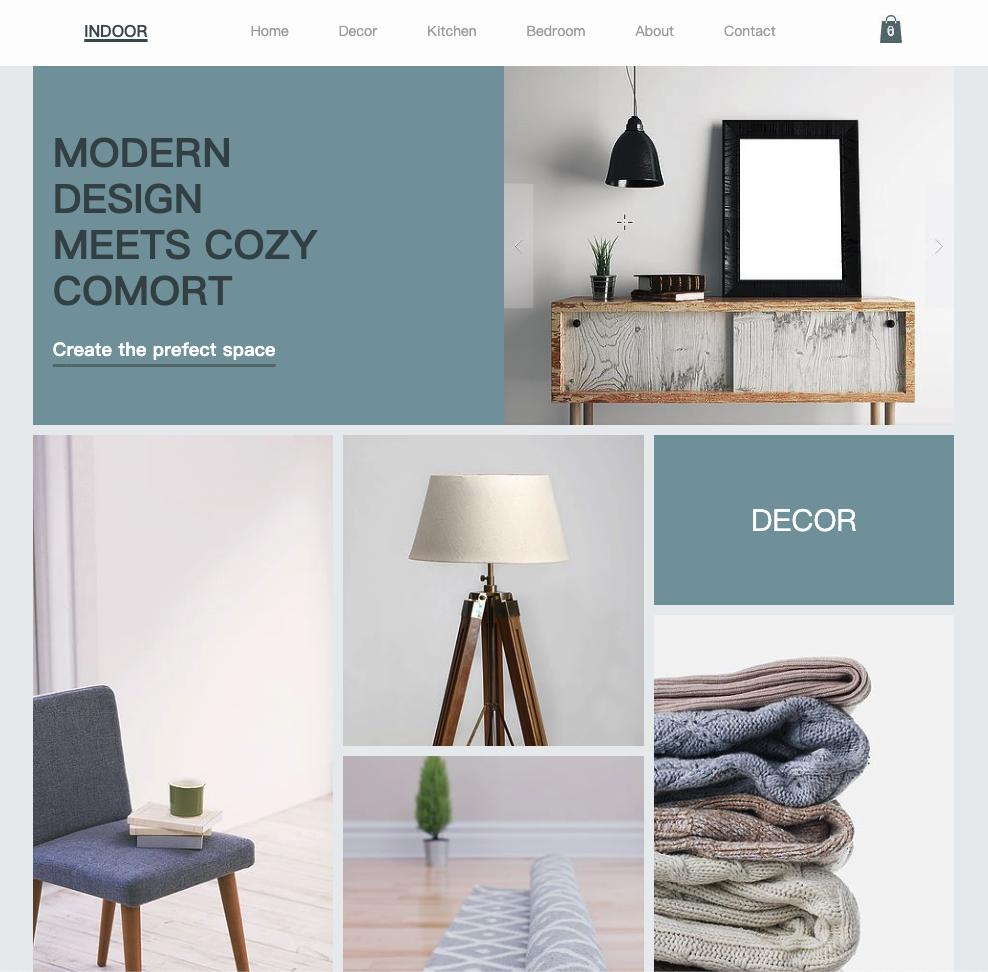 INDOOR
Home Decor Kitchen Bedroom About Contact
0
MODERN
DESIGN
MEETS COZY
COMORT
Create the prefect space
DECOR